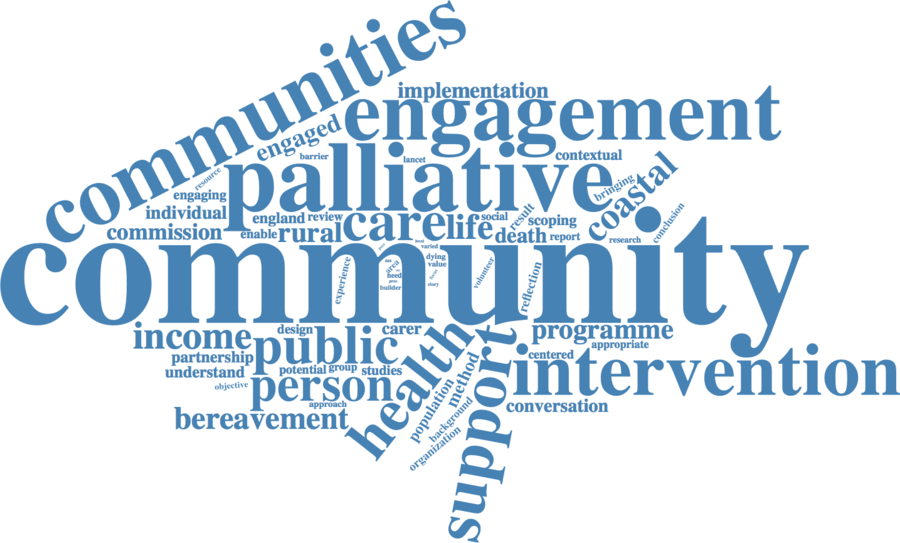 communities
implementation
engagement
engaged
barrier
lancet
contextual
palliative
resource
engaging
bringing
coastal
individual
england
review
care
life
social
result
scoping
commission
enable
rural
death
report
research
conclusion
community
varied
dying
value
experience
area
need
builder
story
volunteer
reflection
income
design
carer
programme
public
health
support
appropriate
partnership
centered
understand
potential
group
studies
intervention
objective
person
method
population
approach
background
conversation
bereavement
organization